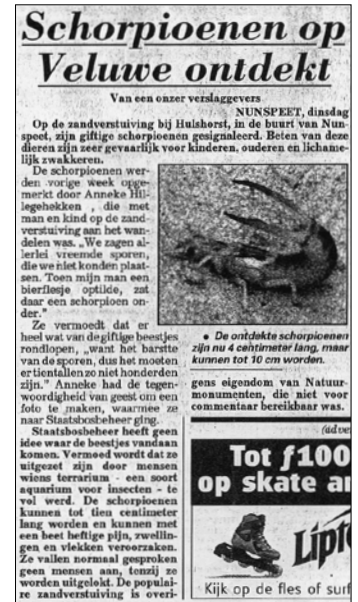 Schorpioenen op
Veluwe ontdekt
Van een onzer verslaggevers
NUNSPEET, dinsdag
Op de zandverstuiving bij Hulshorst, in de buurt van Nun-
speet, zijn giftige schorpioenen gesignaleerd. Beten van deze
dieren zijn zeer gevaarlijk voor kinderen, ouderen en lichame-
lijk zwakkeren.
De schorpioenen wer-
den vorige week opge-
merkt door Anneke Hil-
legehekken , die met
man en kind op de zand-
verstuiving aan het wan-
delen was. „We zagen al-
lerlei vreemde sporen,
die we niet konden plaat-
sen. Toen mijn man een
bierflesje optilde, zat
daar een schorpioen on-
der."
Ze vermoedt dat er
heel wat van de giftige beestjes
rondlopen, „want het barstte
van de sporen, dus het moeten
er tientallen zo niet honderden
zijn." Anneke had de tegen-
woordigheid van geest om een
foto te maken, waarmee ze
naar Staatsbosbeheer ging.
Staatsbosbeheer heeft geen
idee waar de beestjes vandaan
komen. Vermoed wordt dat ze
uitgezet zijn door mensen
wiens terrarium - een soort
aquarium voor insecten - te
vol werd. De schorpioenen
kunnen tot tien centimeter
lang worden en kunnen met
een beet heftige pijn, zwellin-
gen en vlekken veroorzaken.
Ze vallen normaal gesproken
geen mensen aan, tenzij ze
worden uitgelokt. De populai-
re zandverstuiving is overi-
• De ontdekte schorpioenen
zijn nu 4 centimeter lang, maar
kunnen tot 10 cm worden.
gens eigendom van Natuur-
monumenten, die niet voor
commentaar bereikbaar was.
(adve
Tot ƒ100
op skate a
Lipt
Kijk op de fles of surf